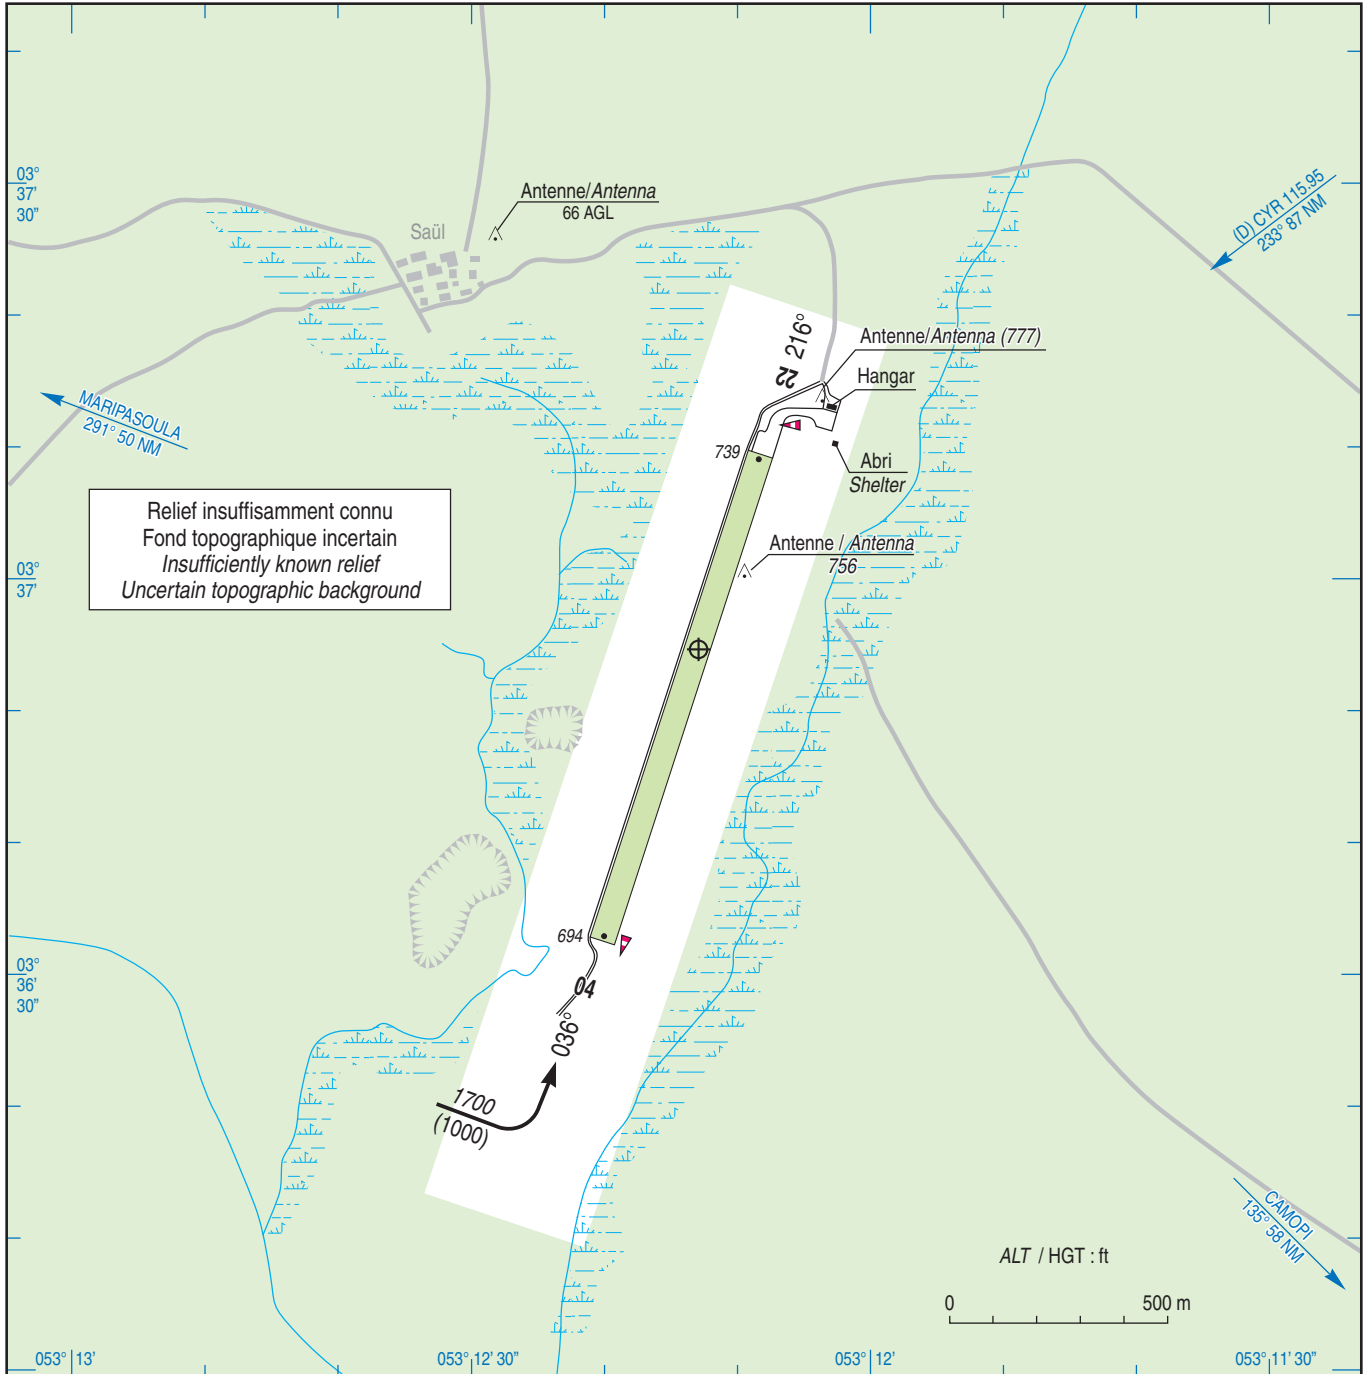 03°
37'
30"
Antenne/Antenna
66 AGL
Saül
(D) CYR 115.95
233° 87 NM
22 216°
Antenne/Antenna (777)
Hangar
MARIPASOULA
291° 50 NM
739
Abri
Shelter
Relief insuffisamment connu
Fond topographique incertain
Insufficiently known relief
Uncertain topographic background
Antenne / Antenna
756
03°
37'
694
03°
36'
30"
04
036°
1700
(1000)
CAMOPI
135° 58 NM
ALT / HGT : ft
0 500 m
053° 13'
053° 12' 30"
053° 12'
053° 11' 30"